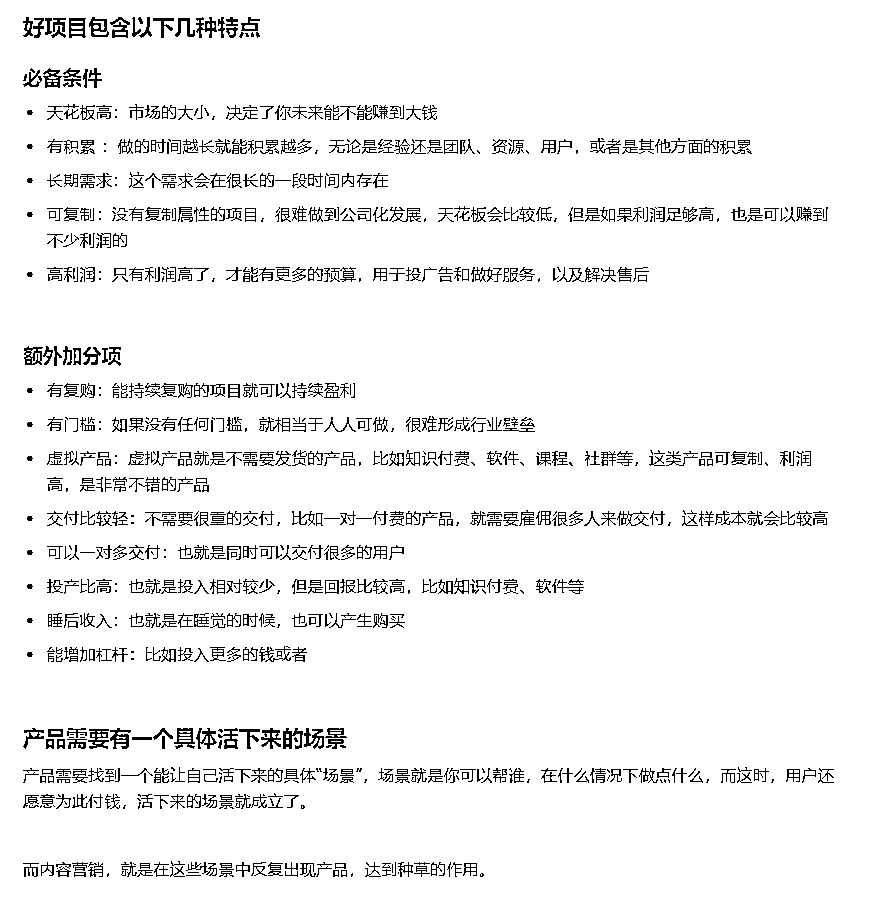 好项目包含以下几种特点
必备条件
• 天花板高：市场的大小，决定了你未来能不能赚到大钱
• 有积累 ：做的时间越长就能积累越多，无论是经验还是团队、资源、用户，或者是其他方面的积累
• 长期需求：这个需求会在很长的一段时间内存在
• 可复制：没有复制属性的项目，很难做到公司化发展，天花板会比较低，但是如果利润足够高，也是可以赚到
不少利润的
• 高利润：只有利润高了，才能有更多的预算，用于投广告和做好服务，以及解决售后
额外加分项
• 有复购：能持续复购的项目就可以持续盈利
• 有门槛：如果没有任何门槛，就相当于人人可做，很难形成行业壁垒
• 虚拟产品：虚拟产品就是不需要发货的产品，比如知识付费、软件、课程、社群等，这类产品可复制、利润
高，是非常不错的产品
• 交付比较轻：不需要很重的交付，比如一对一付费的产品，就需要雇佣很多人来做交付，这样成本就会比较高
• 可以一对多交付：也就是同时可以交付很多的用户
• 投产比高：也就是投入相对较少，但是回报比较高，比如知识付费、软件等
• 睡后收入：也就是在睡觉的时候，也可以产生购买
• 能增加杠杆：比如投入更多的钱或者
产品需要有一个具体活下来的场景
产品需要找到一个能让自己活下来的具体“场景”，场景就是你可以帮谁，在什么情况下做点什么，而这时，用户还
愿意为此付钱，活下来的场景就成立了。
而内容营销，就是在这些场景中反复出现产品，达到种草的作用。